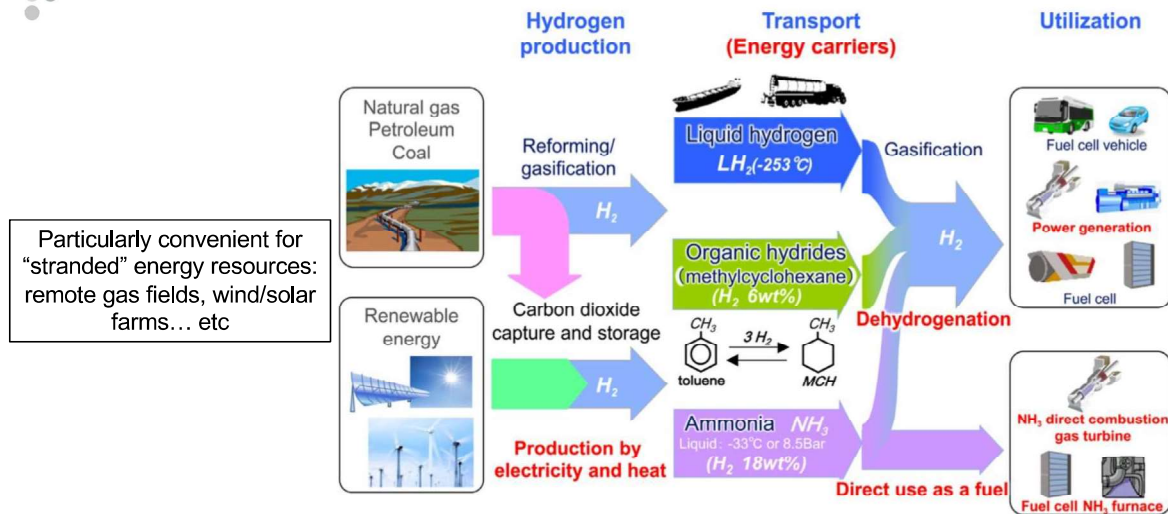 Hydrogen
production
Transport
(Energy carriers)
Utilization
Particularly convenient for
“stranded” energy resources:
remote gas fields, wind/solar
farms… etc
Natural gas
Petroleum
Coal
Renewable
energy
Reforming/
gasification
H2
Carbon dioxide
capture and storage
H2
Production by
electricity and heat
Liquid hydrogen
LH2(-253℃)
Organic hydrides
(methylcyclohexane)
(H2 6wt%)
CH3
toluene
3 H2
CH3
MCH
Ammonia NH3
Liquid: -33℃ or 8.5Bar
(H2 18wt%)
Gasification
H2
Dehydrogenation
Direct use as a fuel
Fuel cell vehicle
Power generation
Fuel cell
NH3 direct combustion
gas turbine
Fuel cell NH3 furnace